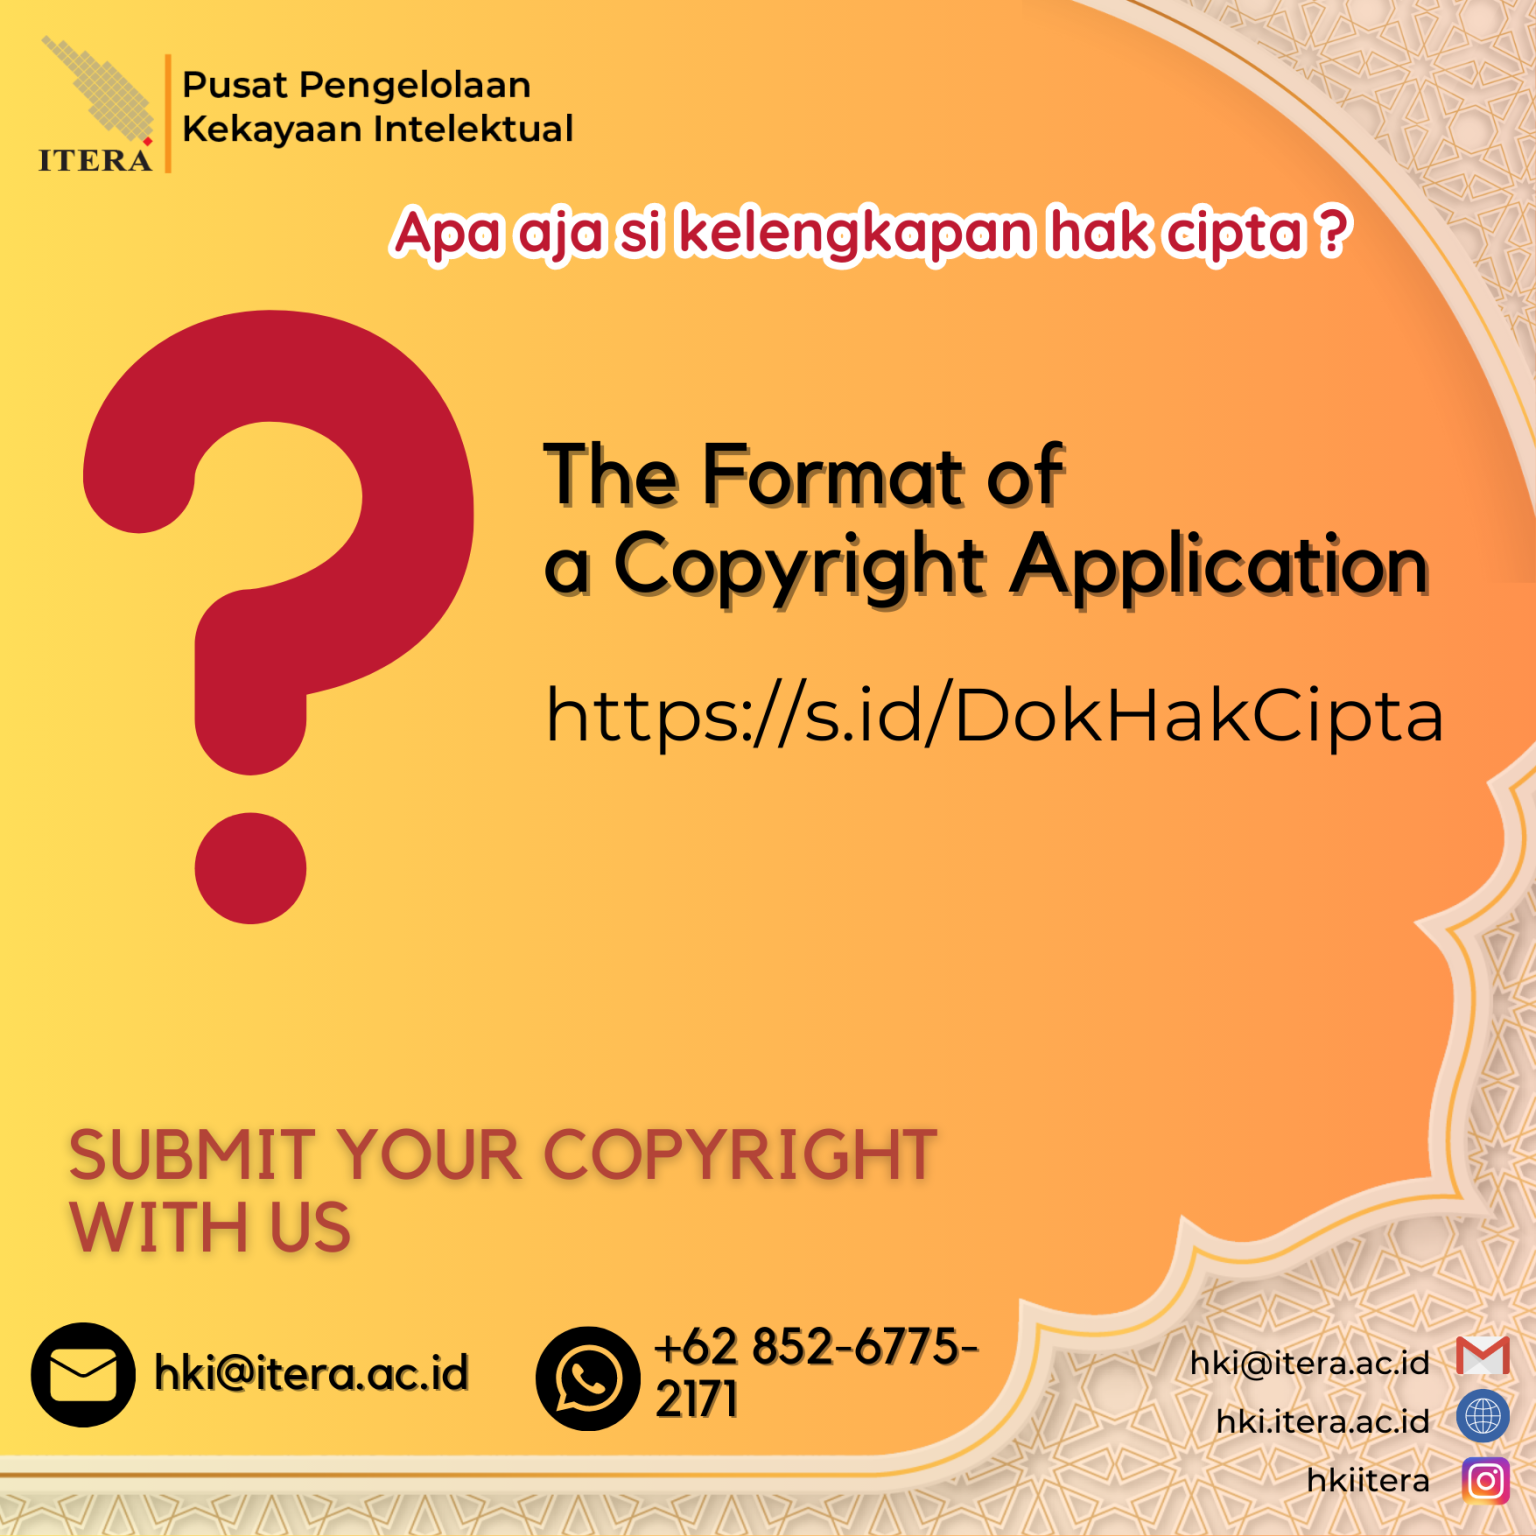 ITERA
Pusat Pengelolaan
Kekayaan Intelektual
Apa aja si kelengkapan hak cipta ?
?
The Format of
a Copyright Application
https://s.id/DokHakCipta
SUBMIT YOUR COPYRIGHT
WITH US
hki@itera.ac.id
+62 852-6775-
2171
hki@itera.ac.id
hki.itera.ac.id
hkiitera